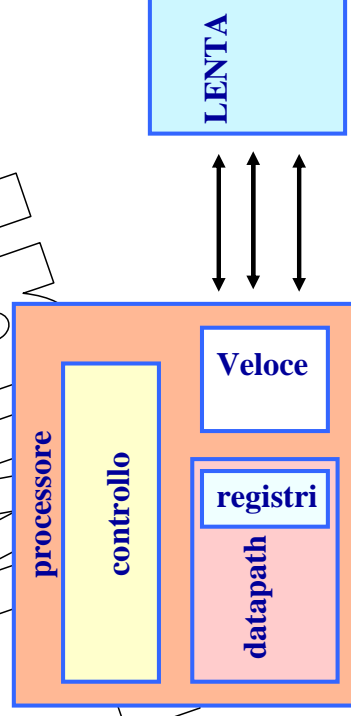 LENTA
Veloce
processore
controllo
registri
datapath